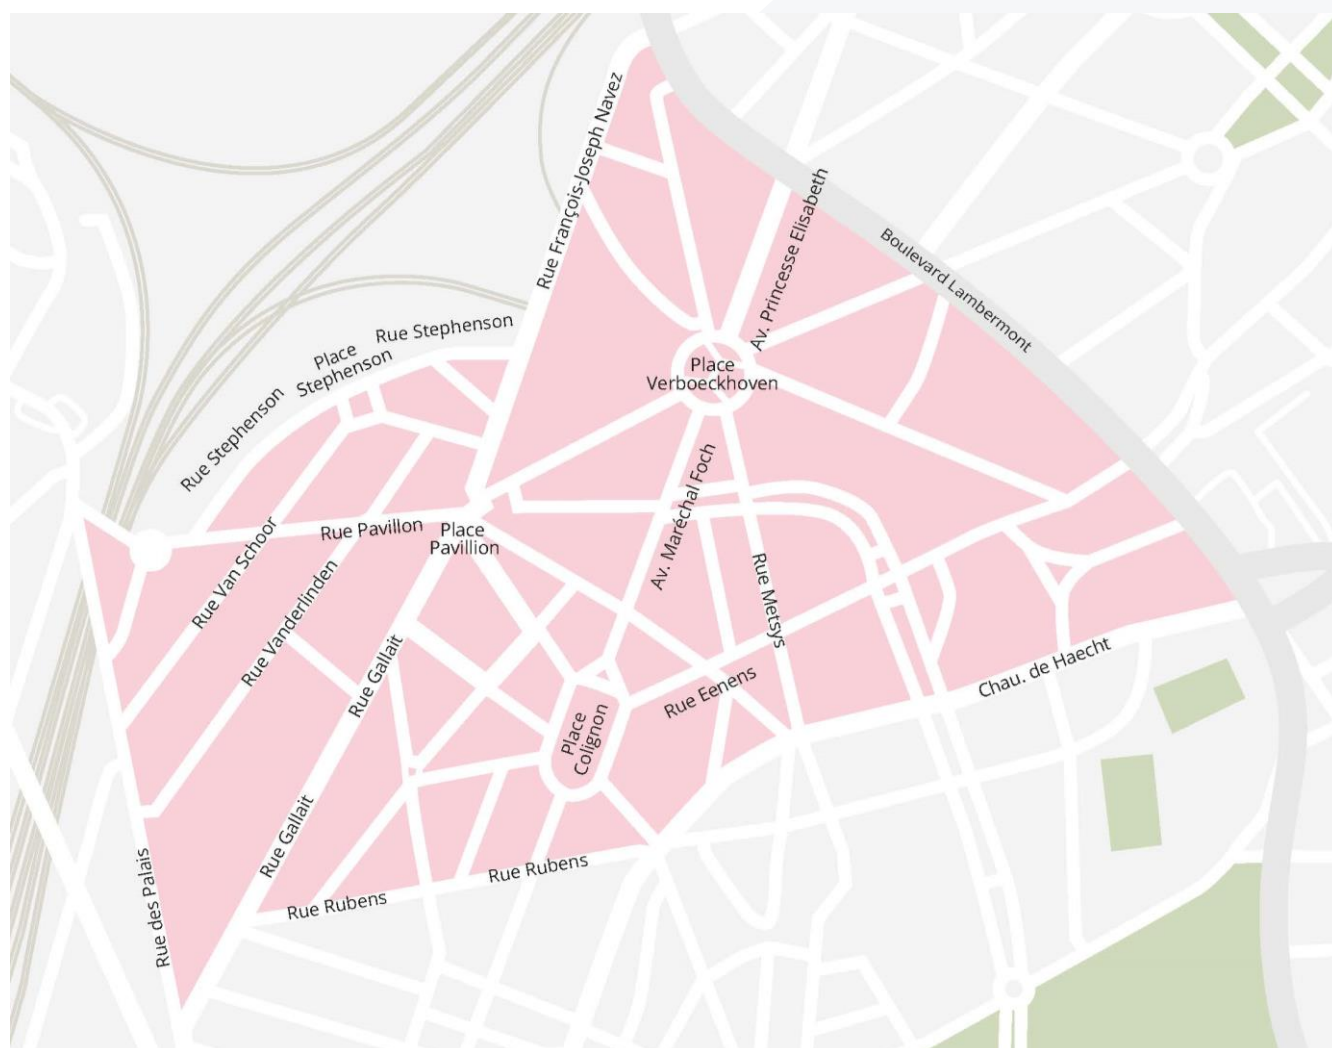 Rue François-Joseph Navez
Av. Princesse Elisabeth
Boulevard Lambermont
Rue Stephenson
Place
Stephenson
Rue Stephenson
Place
Verboeckhoven
Rue Pavillon
Place
Pavillion
Av. Maréchal Foch
Rue Metsys
Rue Van Schoor
Rue Vanderlinden
Rue Gallait
Place
Colignon
Rue Eenens
Chau. de Haecht
Rue Gallait
Rue Rubens
Rue Rubens
Rue des Palais